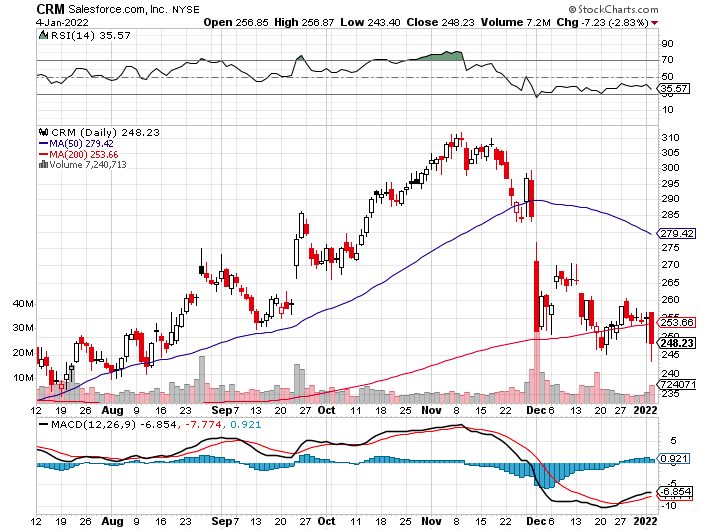 CRM Salesforce.com, Inc. NYSE © StockCharts.com
4-Jan-2022 Open 256.85 High 256.87 Low 243.40 Close 248.23 Volume 7.2M Chg -7.23 (-2.83%)
RSI(14) 35.57
90
70
50
30
10
35.57
CRM (Daily) 248.23
MA(50) 279.42
MA(200) 253.66
Volume 7,240,713
310
305
300
295
290
285
279.42
275
270
265
260
253.66
248.23
245
240
235
40M
30M
20M
10M
12 19 26 Aug 9 16 23 Sep 7 13 20 27 Oct 11 18 25 Nov 8 15 22 Dec 6 13 20 27 2022
MACD(12,26,9) -6.854, -7.774, 0.921
5
0.921
-6.854
-10
12 19 26 Aug 9 16 23 Sep 7 13 20 27 Oct 11 18 25 Nov 8 15 22 Dec 6 13 20 27 2022